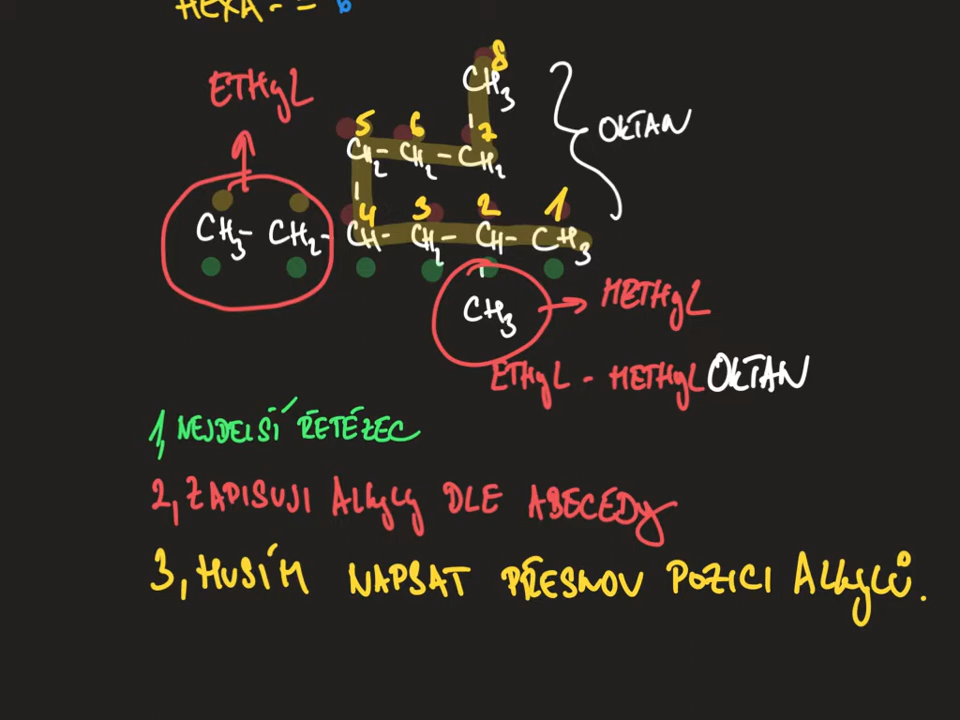 HEXA - = 6
8
ETHYL
CH3
OKTAN
5 6 7
CH2 - CH2 - CH2
4 3 2 1
CH3 - CH2 - CH - CH2 - CH - CH3
CH3
METHYL
ETHYL - METHYL OKTAN
1, NEJDELŠÍ ŘETĚZEC
2, ZAPISUJI AlkylY DLE ABECEDY
3, MUSÍM NAPSAT PŘESNOU POZICI AlkylŮ.